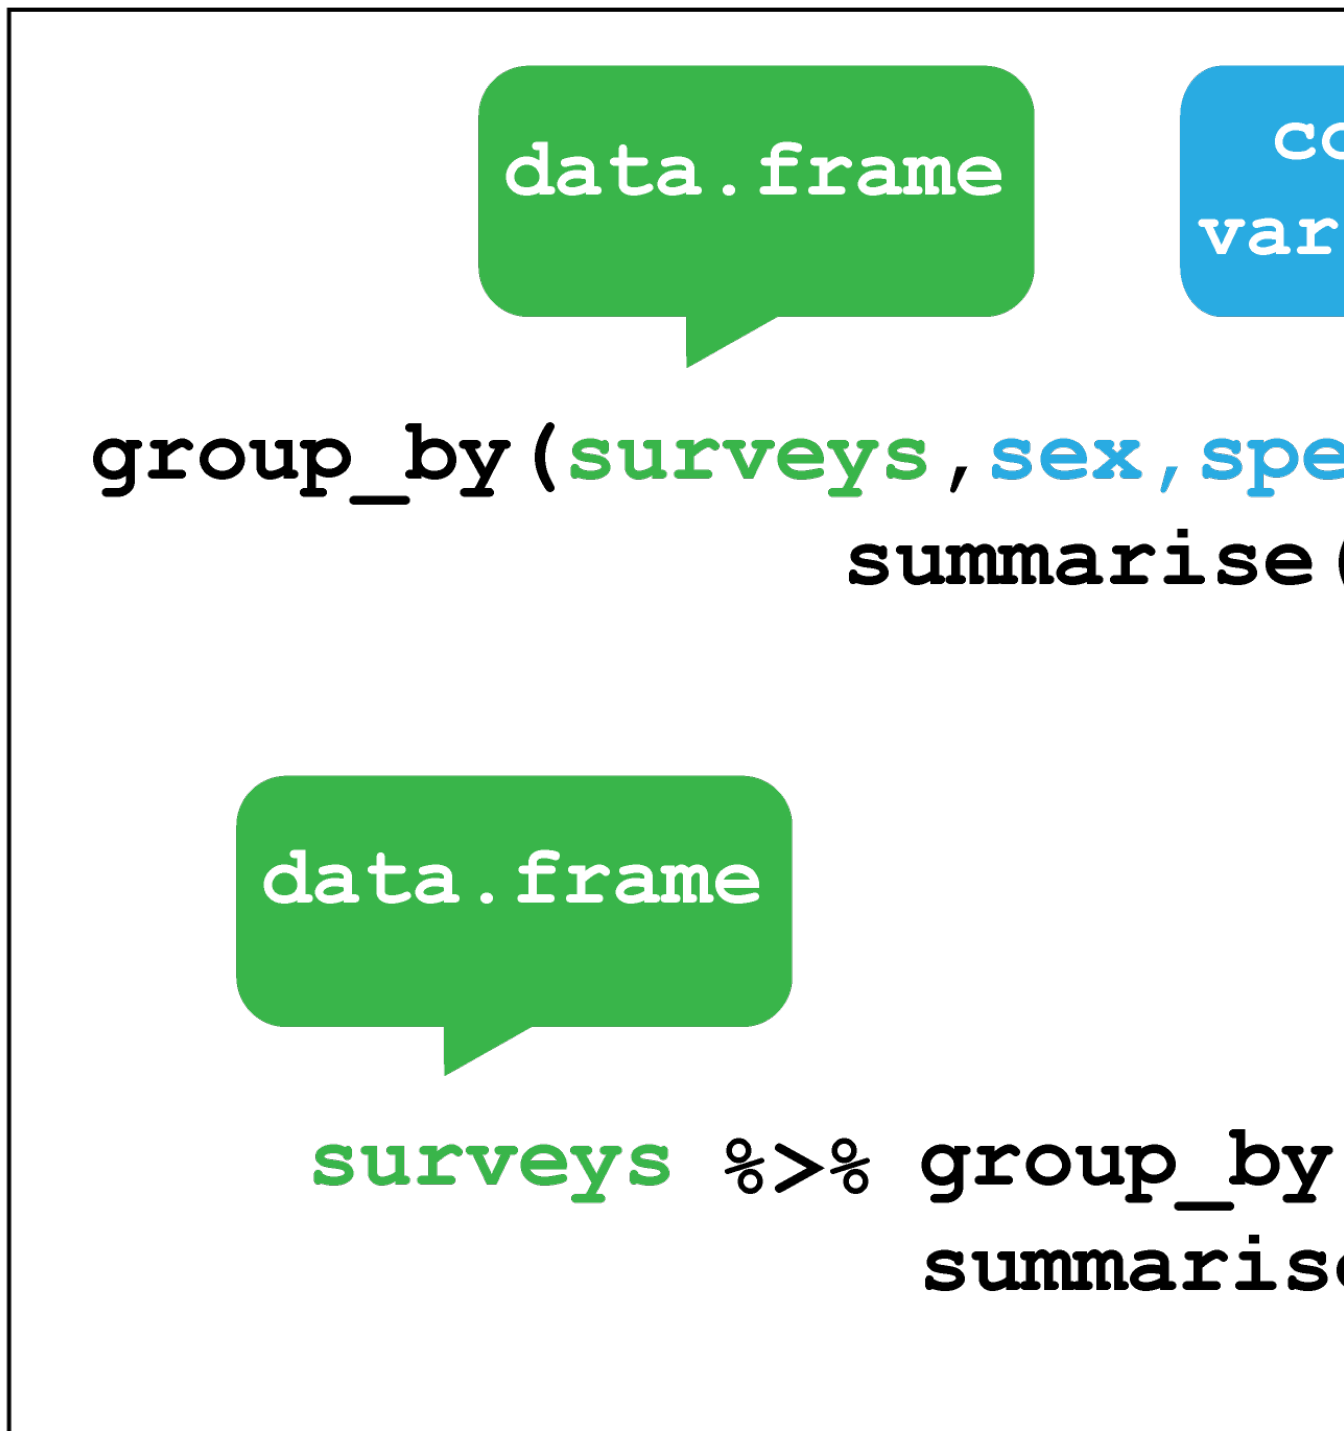 data.frame
co
var
group_by(surveys,sex,spe
summarise(
data.frame
surveys %>% group_by
summaris